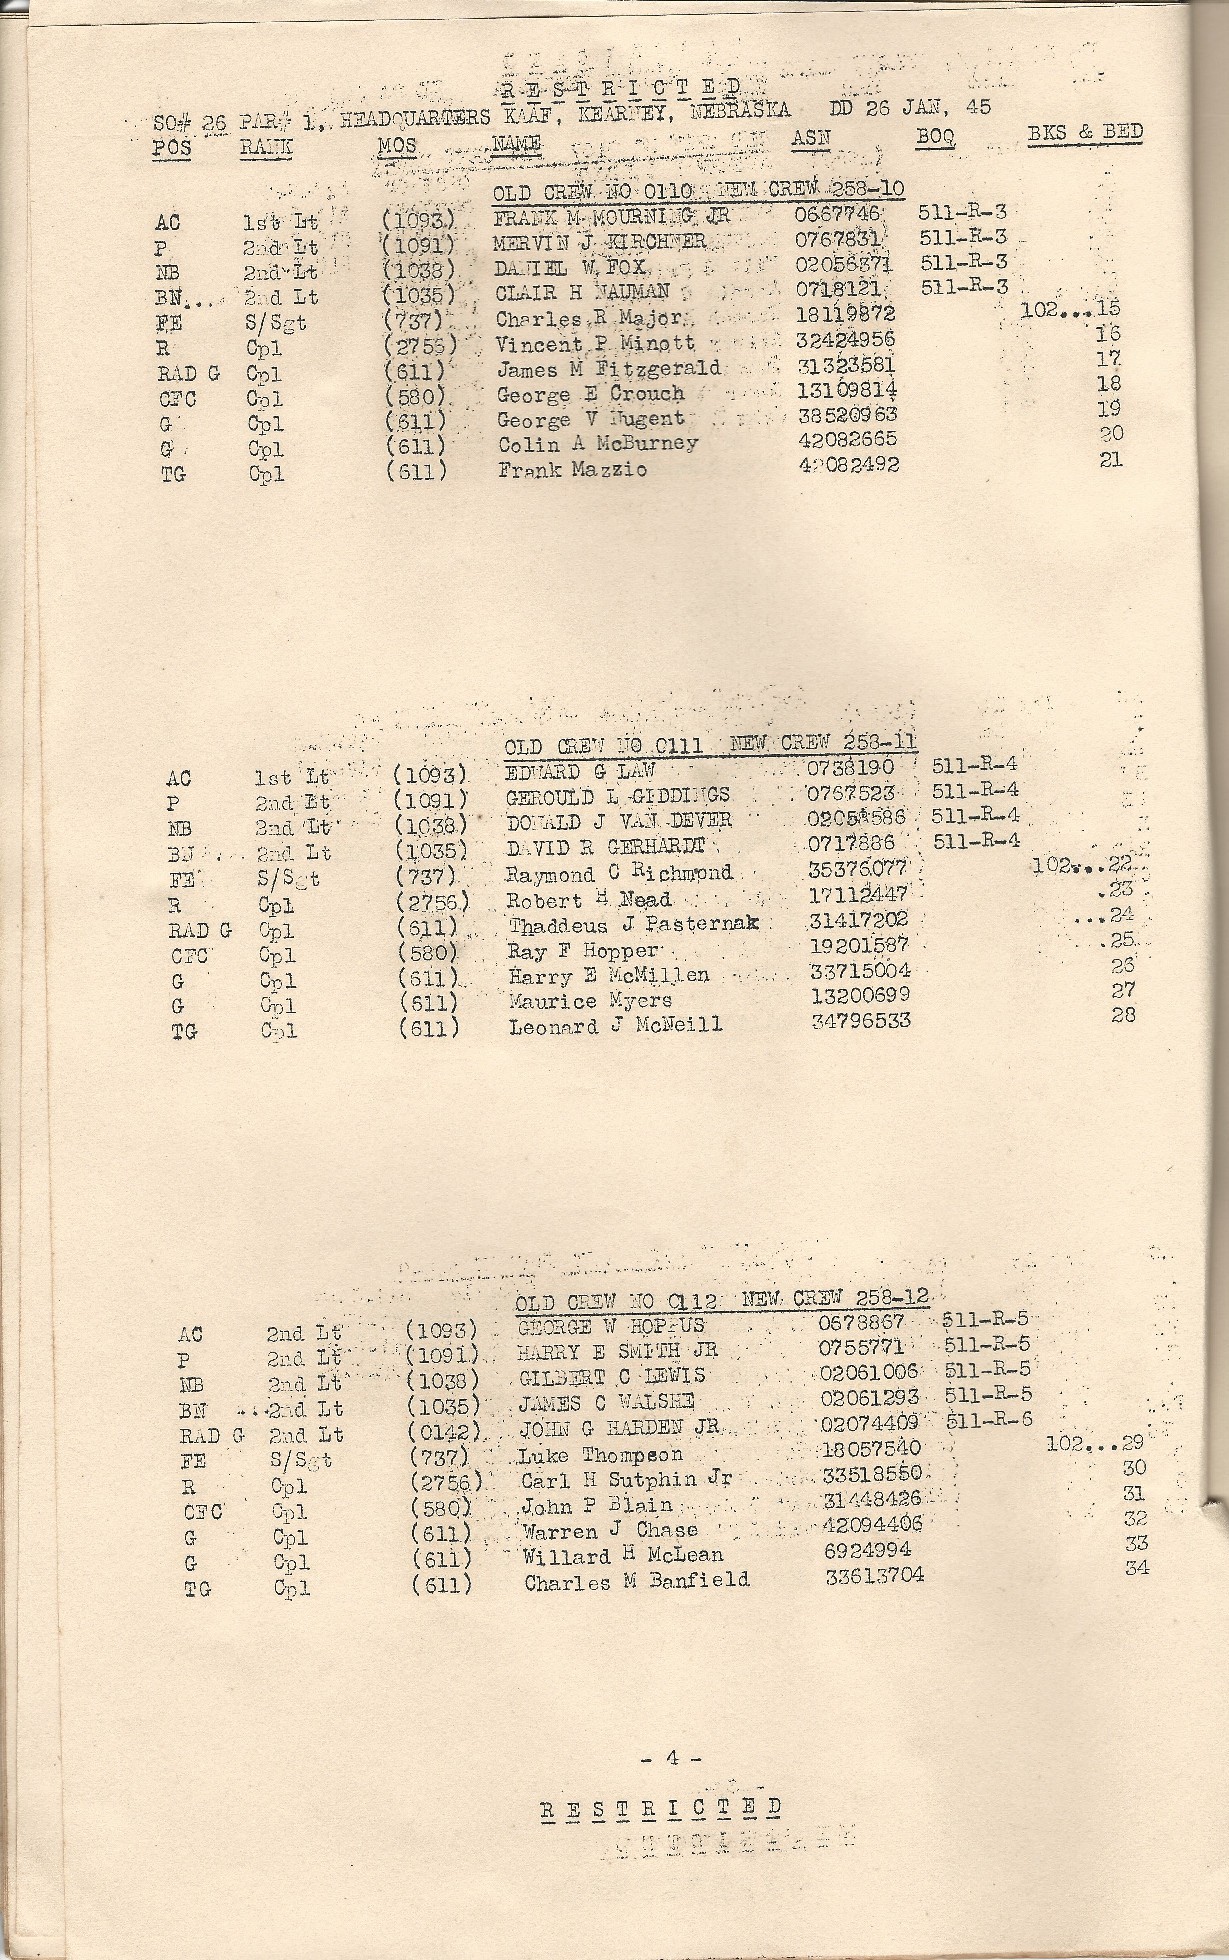 R E S T R I C T E D
SO# 26 PAR# 1, HEADQUARTERS KAAF, KEARNEY, NEBRASKA DD 26 JAN, 45
POS RANK MOS NAME ASN BOQ BKS & BED
OLD CREW NO 0110 NEW CREW 258-10
AC 1st Lt (1093) FRANK M MOURNING JR 0667746 511-R-3
P 2nd Lt (1091) MERVIN J KIRCHNER 0767831 511-R-3
NB 2nd Lt (1038) DANIEL W FOX 02056371 511-R-3
BN... 2nd Lt (1035) CLAIR H NAUMAN 0718121 511-R-3
FE S/Sgt (737) Charles R Major 18119872 102...15
R Cpl (2756) Vincent P Minott 32424956 16
RAD G Cpl (611) James M Fitzgerald 31323581 17
CFC Cpl (580) George E Crouch 13109814 18
G Cpl (611) George V Nugent 38520963 19
G Cpl (611) Colin A McBurney 42082665 20
TG Cpl (611) Frank Mazzio 42082492 21
OLD CREW NO 0111 NEW CREW 258-11
AC 1st Lt (1093) EDWARD G LAW 0738190 511-R-4
P 2nd Lt (1091) GEROULD L GIDDINGS 0767523 511-R-4
NB 2nd Lt (1038) DONALD J VAN DEVER 511-R-4
BN ... 2nd Lt (1035) DAVID R GERHARDT 0717886 511-R-4
FE S/Sgt (737) Raymond C Richmond 35376077 102...22
R Cpl (2756) Robert H Nead 17112447 .23
RAD G Cpl (611) Thaddeus J Pasternak 31417202 ...24
CFC Cpl (580) Ray F Hopper 19201587 .25
G Cpl (611) Harry E McMillen 33715004 26
G Cpl (611) Maurice Myers 13200699 27
TG Cpl (611) Leonard J McNeill 34796533 28
OLD CREW NO 0112 NEW CREW 258-12
AC 2nd Lt (1093) GEORGE W HOPPUS 0678867 511-R-5
P 2nd Lt (1091) HARRY E SMITH JR 0755771 511-R-5
NB 2nd Lt (1038) GILBERT C LEWIS 02061006 511-R-5
BN ...2nd Lt (1035) JAMES C WALSHE 02061293 511-R-5
RAD G 2nd Lt (0142) JOHN G HARDEN JR 02074409 511-R-6
FE S/Sgt (737) Luke Thompson 18057540 102...29
R Cpl (2756) Carl H Sutphin Jr 33518550 30
CFC Cpl (580) John P Blain 31448426 31
G Cpl (611) Warren J Chase 42094406 32
G Cpl (611) Willard H McLean 6924994 33
TG Cpl (611) Charles M Banfield 33613704 34
- 4 -
R E S T R I C T E D